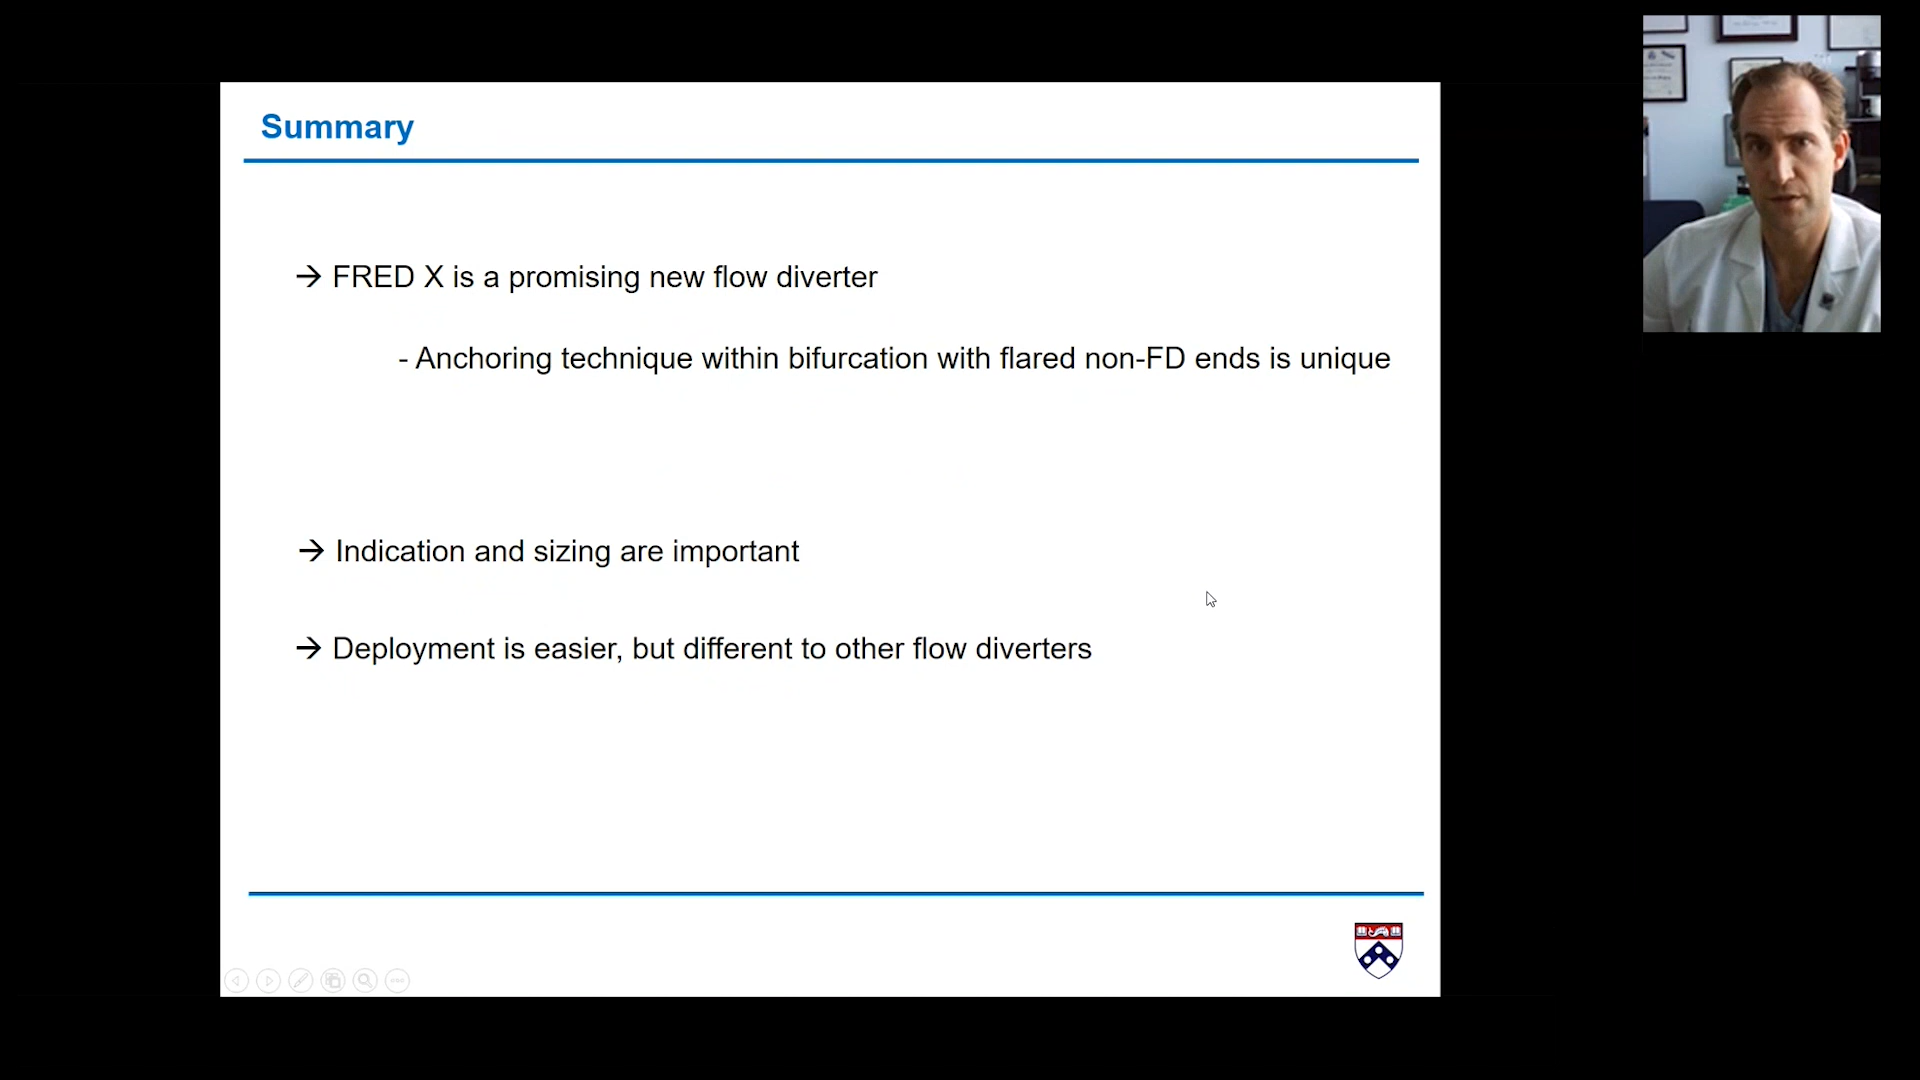 Summary
→ FRED X is a promising new flow diverter
- Anchoring technique within bifurcation with flared non-FD ends is unique
→ Indication and sizing are important
→ Deployment is easier, but different to other flow diverters